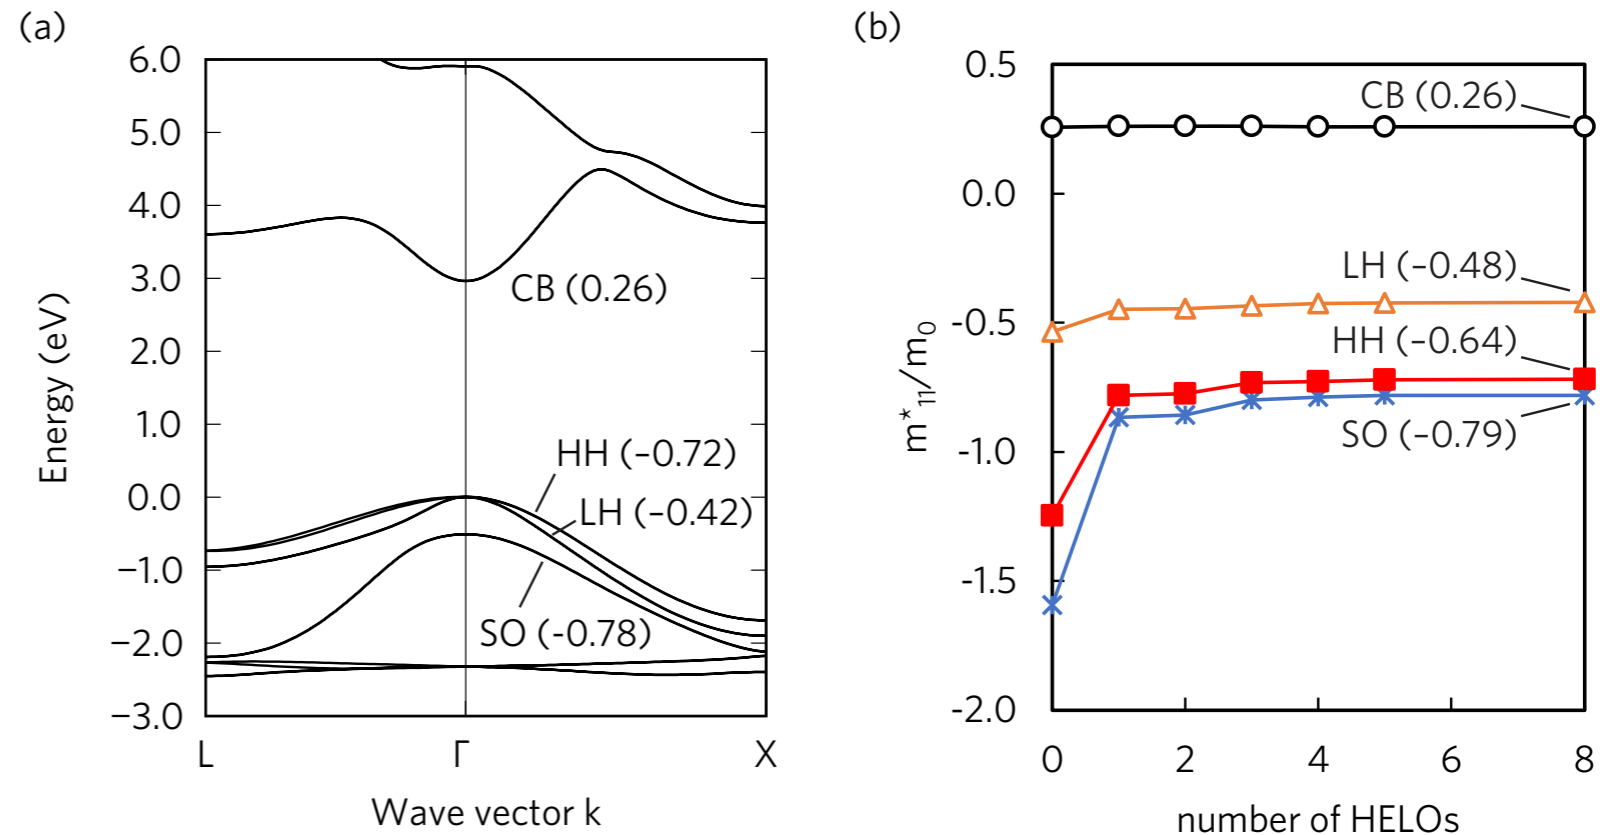 (a)
6.0
5.0
4.0
3.0
2.0
1.0
0.0
−1.0
−2.0
−3.0
Energy (eV)
CB (0.26)
HH (−0.72)
LH (−0.42)
SO (-0.78)
L
Γ
X
Wave vector k
(b)
0.5
0.0
-0.5
-1.0
-1.5
-2.0
m*11/m0
CB (0.26)
LH (−0.48)
HH (−0.64)
SO (−0.79)
0
2
4
6
8
number of HELOs